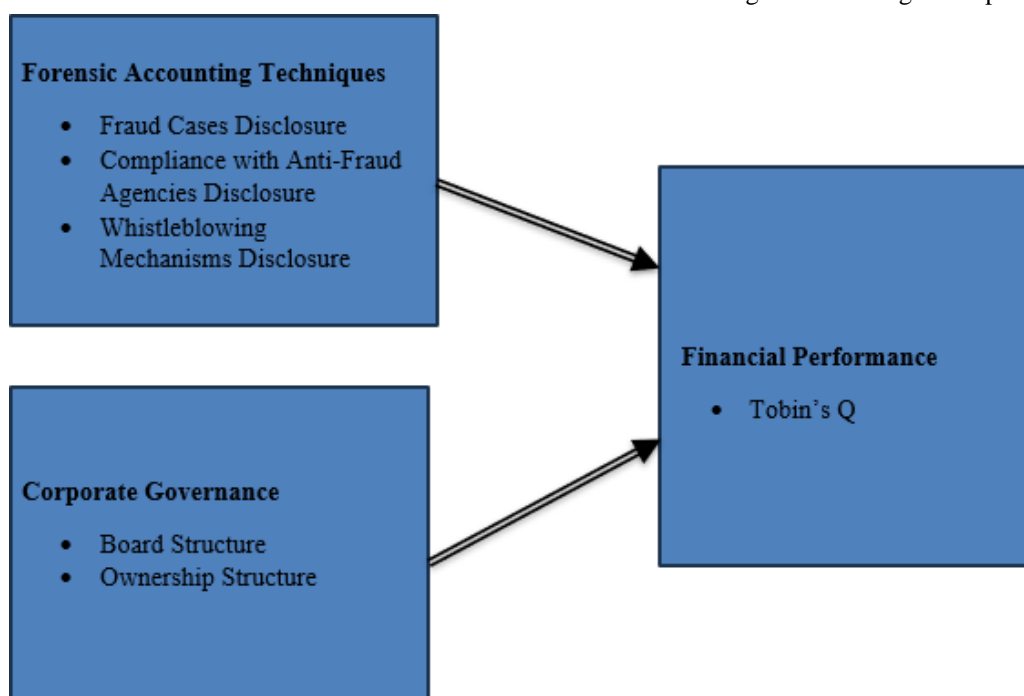 Forensic Accounting Techniques
• Fraud Cases Disclosure
• Compliance with Anti-Fraud
Agencies Disclosure
• Whistleblowing
Mechanisms Disclosure
Financial Performance
• Tobin’s Q
Corporate Governance
• Board Structure
• Ownership Structure